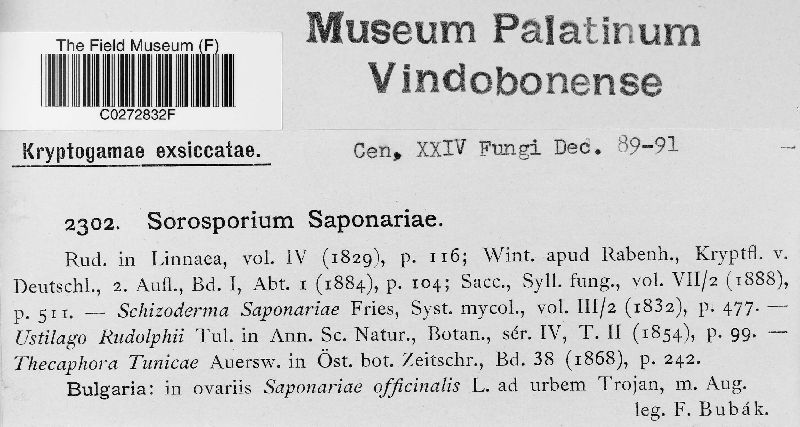 The Field Museum (F)
C0272832F
Museum Palatinum
Vindobonense
Kryptogamae exsiccatae.
Cen, XXIV Fungi Dec. 89-91
2302. Sorosporium Saponariae.
Rud. in Linnaea, vol. IV (1829), p. 116; Wint. apud Rabenh., Kryptfl. v.
Deutschl., 2. Aufl., Bd. I, Abt. 1 (1884), p. 104; Sacc., Syll. fung., vol. VII/2 (1888),
p. 511. — Schizoderma Saponariae Fries, Syst. mycol., vol. III/2 (1832), p. 477. —
Ustilago Rudolphii Tul. in Ann. Sc. Natur., Botan., sér. IV, T. II (1854), p. 99. —
Thecaphora Tunicae Auersw. in Öst. bot. Zeitschr., Bd. 38 (1868), p. 242.
Bulgaria: in ovariis Saponariae officinalis L. ad urbem Trojan, m. Aug.
leg. F. Bubák.